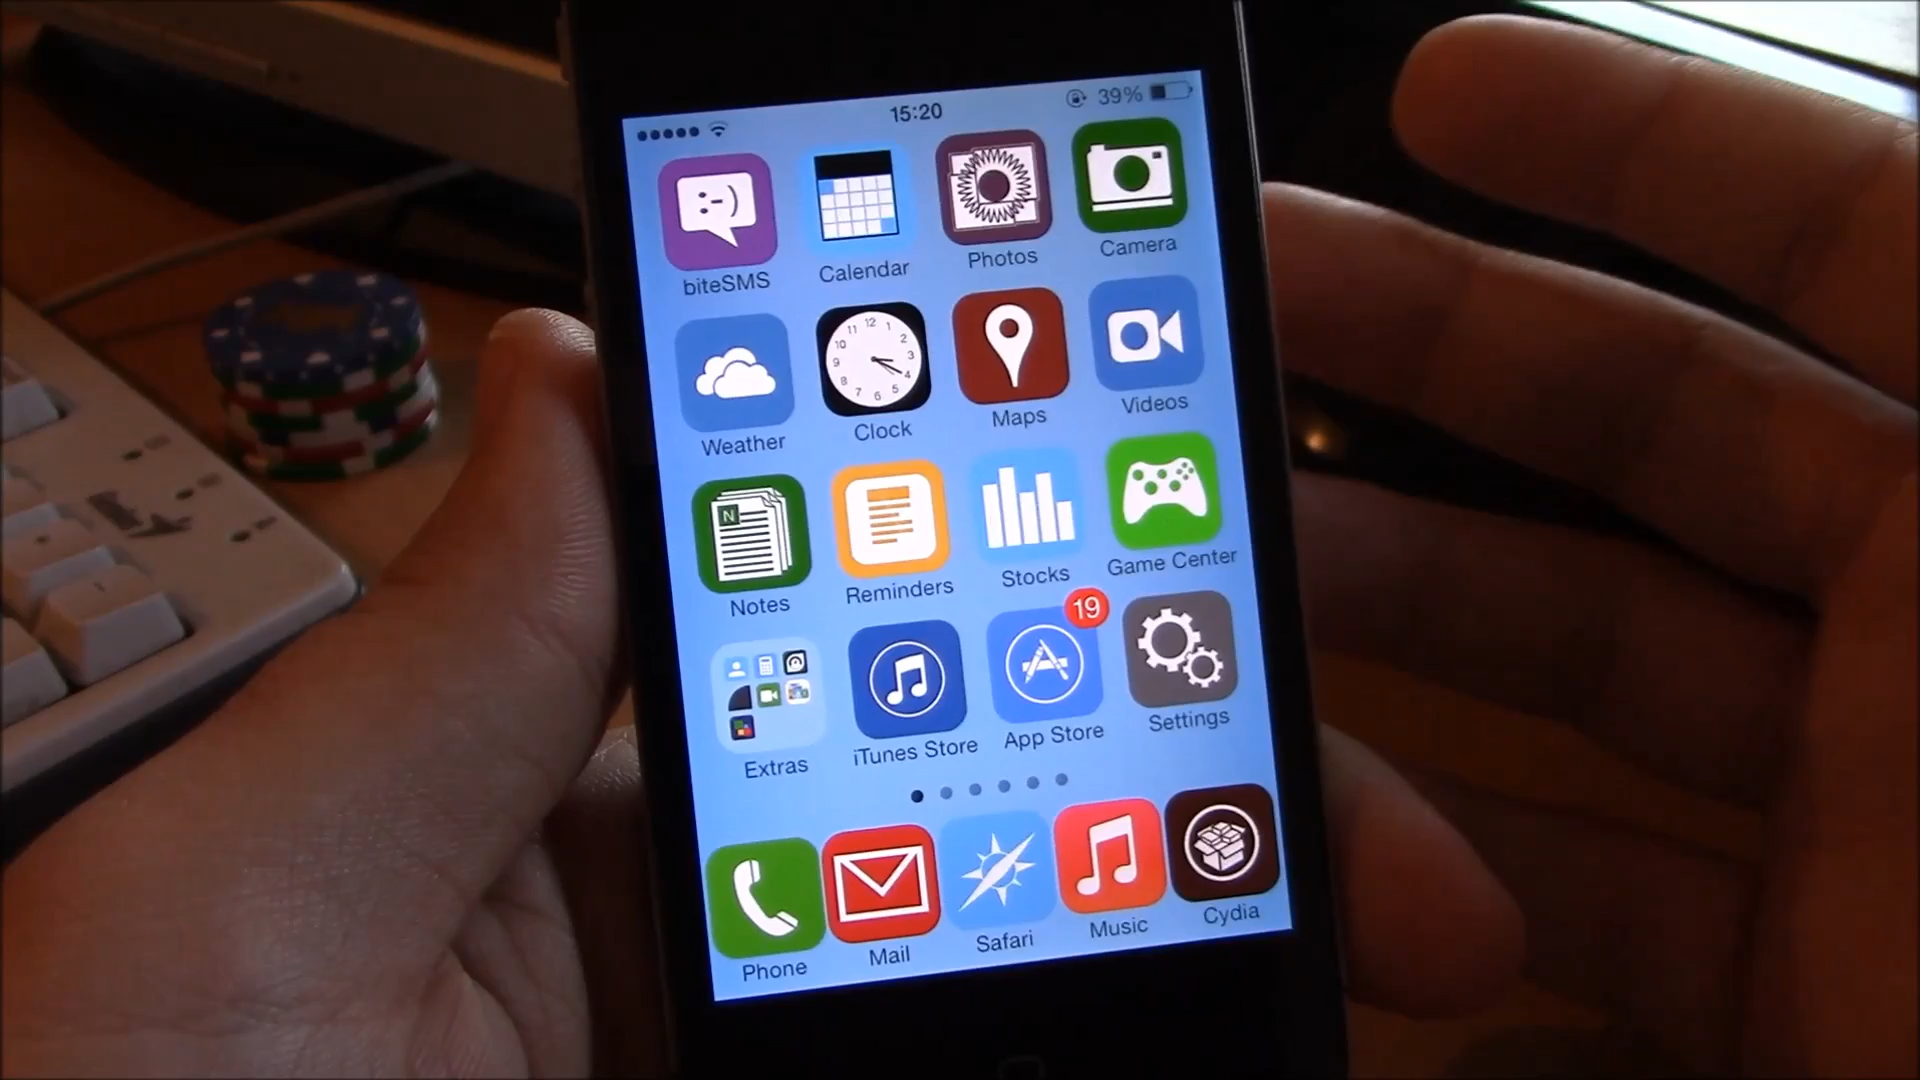 15:20 39%
biteSMS Calendar Photos Camera
Weather Clock Maps Videos
N
Notes Reminders Stocks Game Center
19
Extras iTunes Store App Store Settings
Phone Mail Safari Music Cydia